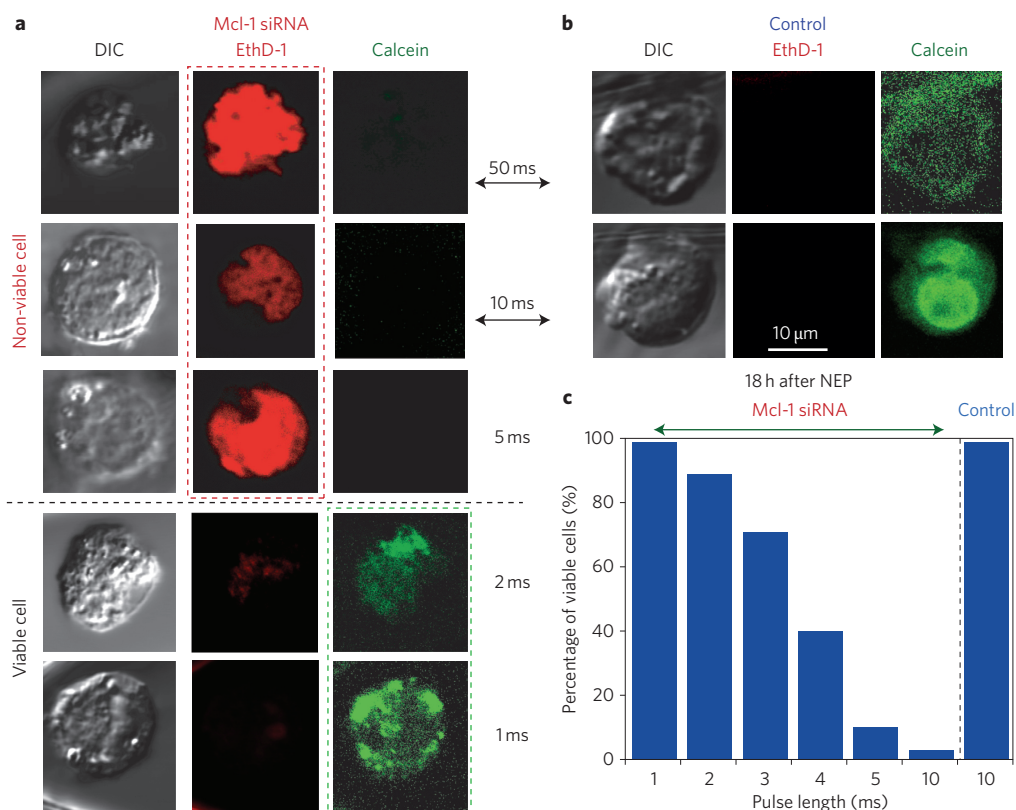 a
Mcl-1 siRNA
DIC EthD-1 Calcein
Non-viable cell
50 ms
10 ms
5 ms
Viable cell
2 ms
1 ms
b
Control
DIC EthD-1 Calcein
10 μm
18 h after NEP
c
Mcl-1 siRNA Control
Percentage of viable cells (%)
100
80
60
40
20
0
1 2 3 4 5 10 10
Pulse length (ms)